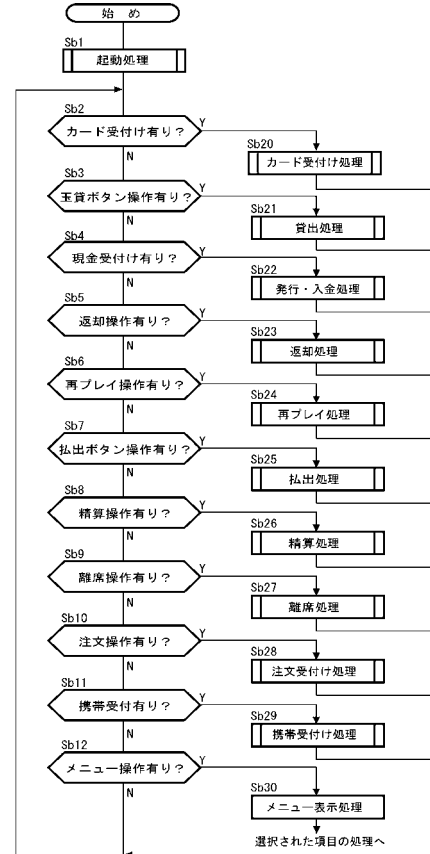 始 め
Sb1
起動処理
Sb2
カード受付け有り？
Y
N
Sb20
カード受付け処理
Sb3
玉貸ボタン操作有り？
Y
N
Sb21
貸出処理
Sb4
現金受付け有り？
Y
N
Sb22
発行・入金処理
Sb5
返却操作有り？
Y
N
Sb23
返却処理
Sb6
再プレイ操作有り？
Y
N
Sb24
再プレイ処理
Sb7
払出ボタン操作有り？
Y
N
Sb25
払出処理
Sb8
精算操作有り？
Y
N
Sb26
精算処理
Sb9
離席操作有り？
Y
N
Sb27
離席処理
Sb10
注文操作有り？
Y
N
Sb28
注文受付け処理
Sb11
携帯受付有り？
Y
N
Sb29
携帯受付け処理
Sb12
メニュー操作有り？
Y
N
Sb30
メニュー表示処理
選択された項目の処理へ